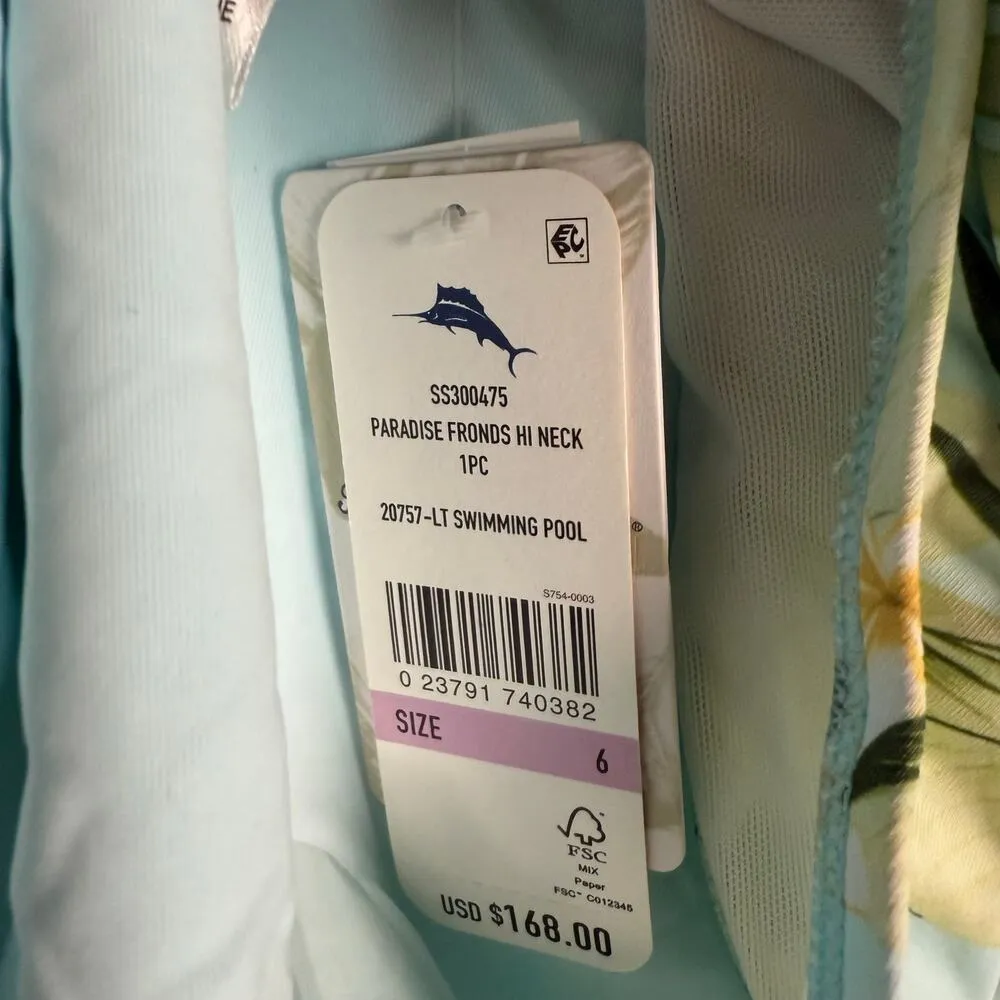 EPC
SS300475
PARADISE FRONDS HI NECK
1PC
20757-LT SWIMMING POOL
®
S754-0003
0 23791 740382
SIZE
6
FSC
MIX
Paper
FSC™ C012345
USD $168.00